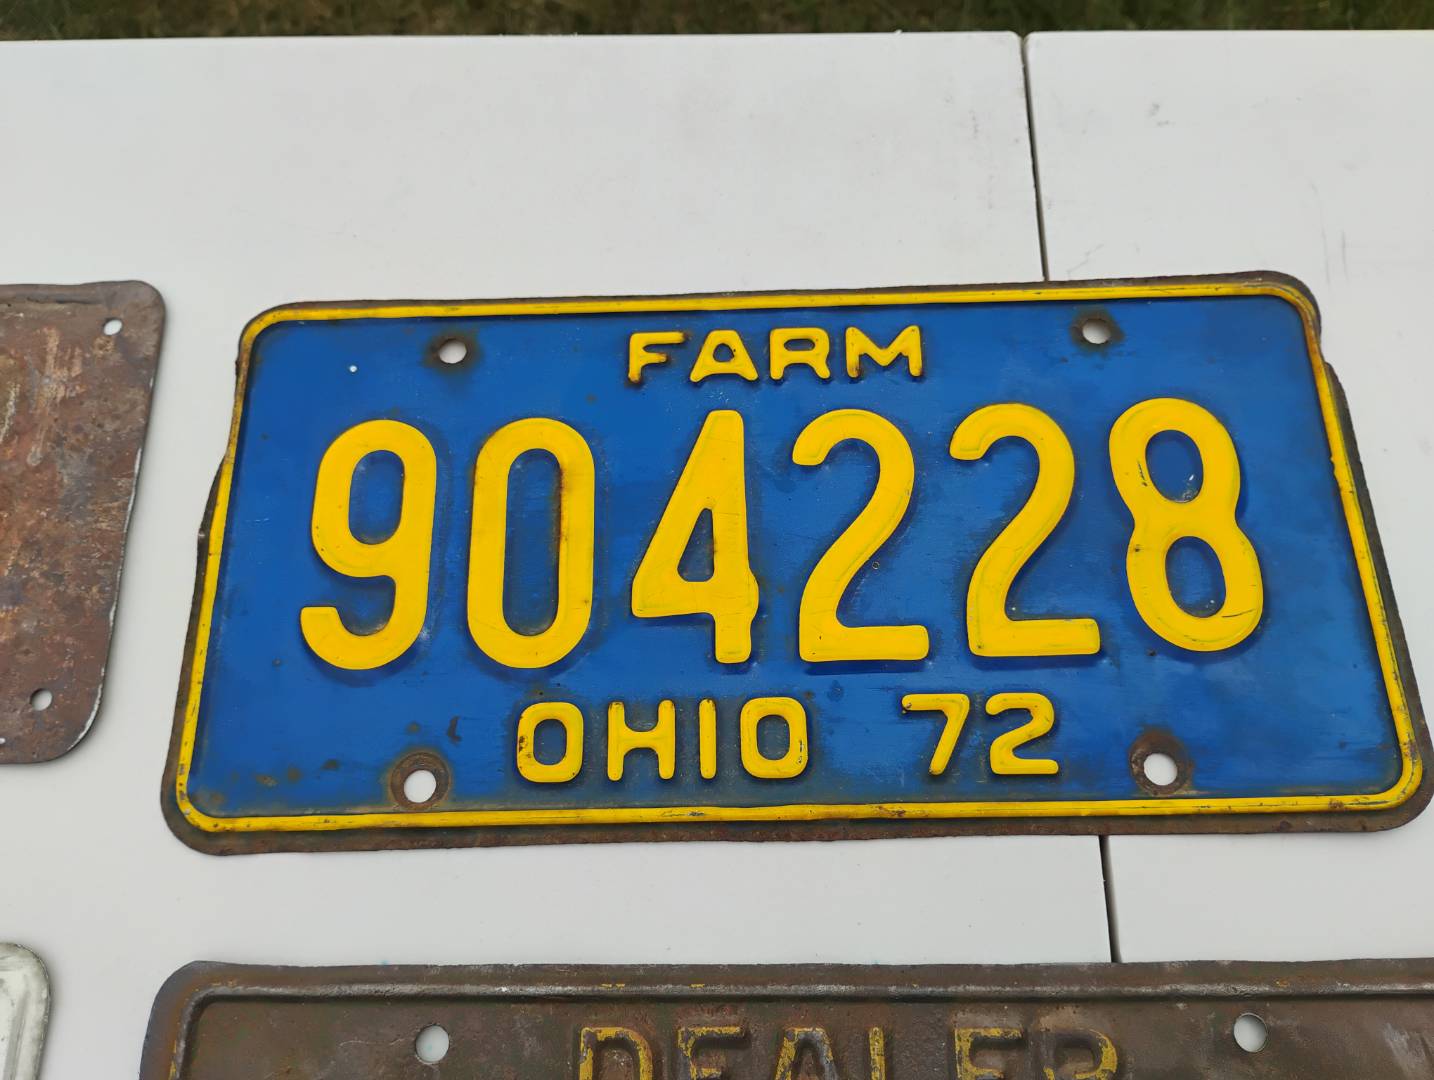 FARM
904228
OHIO 72
DEALER